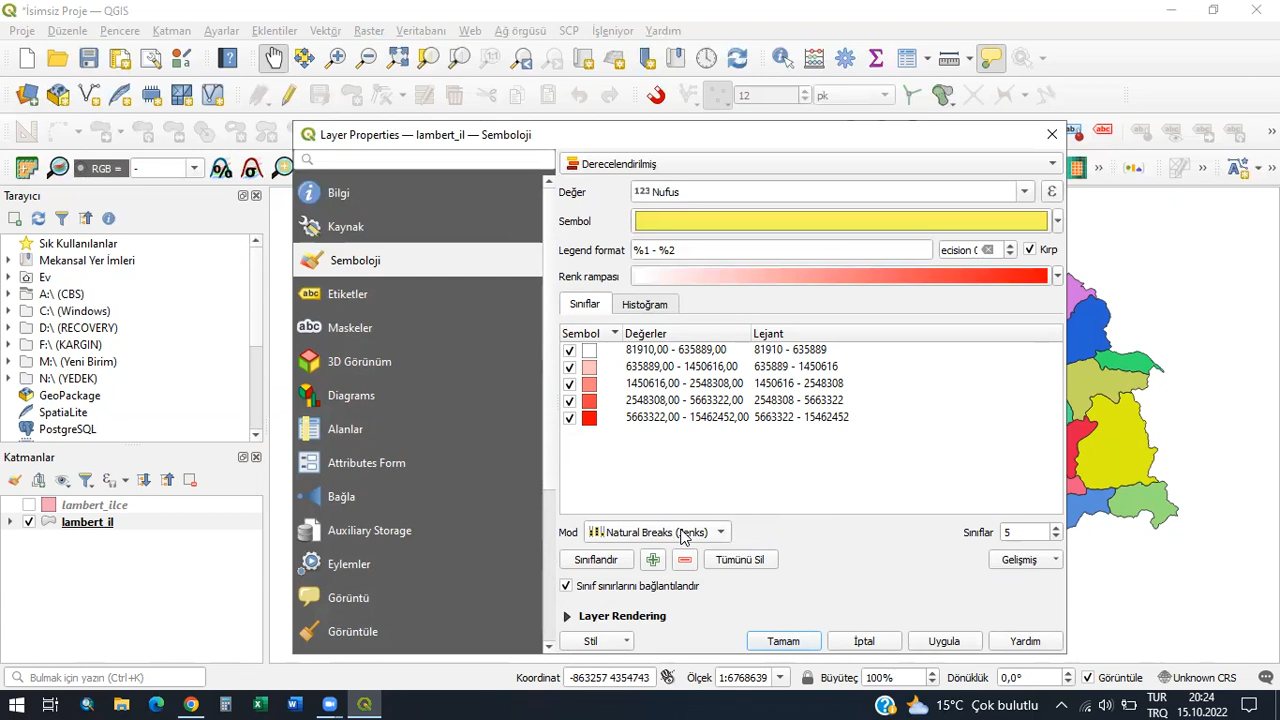 *İsimsiz Proje — QGIS
Proje Düzenle Pencere Katman Ayarlar Eklentiler Vektör Raster Veritabanı Web Ağ örgüsü SCP İşleniyor Yardım
12 pk
abc abc
RGB = -
Layer Properties — lambert_il — Semboloji
Tarayıcı
Sık Kullanılanlar
Mekansal Yer İmleri
Ev
A:\ (CBS)
C:\ (Windows)
D:\ (RECOVERY)
F:\ (KARGIN)
M:\ (Yeni Birim)
N:\ (YEDEK)
GeoPackage
SpatiaLite
PostgreSQL
Katmanlar
lambert_ilce
lambert_il
Bilgi
Kaynak
Semboloji
abc Etiketler
abc Maskeler
3D Görünüm
Diagrams
Alanlar
Attributes Form
Bağla
Auxiliary Storage
Eylemler
Görüntü
Görüntüle
Derecelendirilmiş
Değer 123 Nufus ε
Sembol
Legend format %1 - %2 ecision ( Kırp
Renk rampası
Sınıflar Histoğram
Sembol Değerler Lejant
81910,00 - 635889,00 81910 - 635889
635889,00 - 1450616,00 635889 - 1450616
1450616,00 - 2548308,00 1450616 - 2548308
2548308,00 - 5663322,00 2548308 - 5663322
5663322,00 - 15462452,00 5663322 - 15462452
Mod Natural Breaks (Jenks) Sınıflar 5
Sınıflandır Tümünü Sil Gelişmiş
Sınıf sınırlarını bağlantılandır
Layer Rendering
Stil Tamam İptal Uygula Yardım
Bulmak için yazın (Ctrl+K) Koordinat -863257 4354743 Ölçek 1:6768639 Büyüteç 100% Dönüklük 0,0° Görüntüle Unknown CRS
15°C Çok bulutlu TUR 20:24
TRQ 15.10.2022